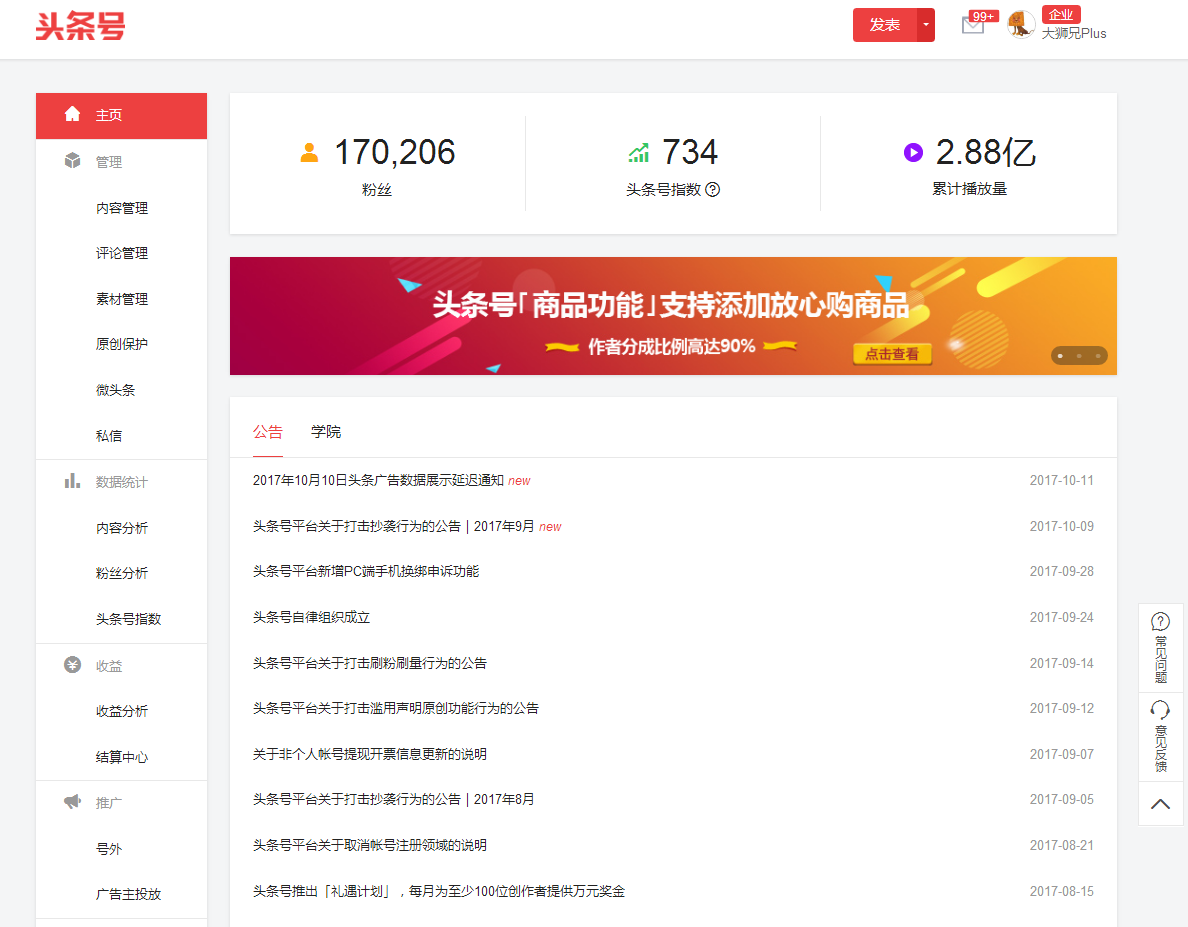 头条号
发表
99+
企业
大狮兄Plus
主页
管理
内容管理
评论管理
素材管理
原创保护
微头条
私信
数据统计
内容分析
粉丝分析
头条号指数
收益
收益分析
结算中心
推广
号外
广告主投放
170,206
粉丝
734
头条号指数
2.88亿
累计播放量
头条号「商品功能」支持添加放心购商品
作者分成比例高达90%
点击查看
公告 学院
2017年10月10日头条广告数据展示延迟通知 new 2017-10-11
头条号平台关于打击抄袭行为的公告 | 2017年9月 new 2017-10-09
头条号平台新增PC端手机换绑申诉功能 2017-09-28
头条号自律组织成立 2017-09-24
头条号平台关于打击刷粉刷量行为的公告 2017-09-14
头条号平台关于打击滥用声明原创功能行为的公告 2017-09-12
关于非个人帐号提现开票信息更新的说明 2017-09-07
头条号平台关于打击抄袭行为的公告 | 2017年8月 2017-09-05
头条号平台关于取消帐号注册领域的说明 2017-08-21
头条号推出「礼遇计划」，每月为至少100位创作者提供万元奖金 2017-08-15
常见问题
意见反馈